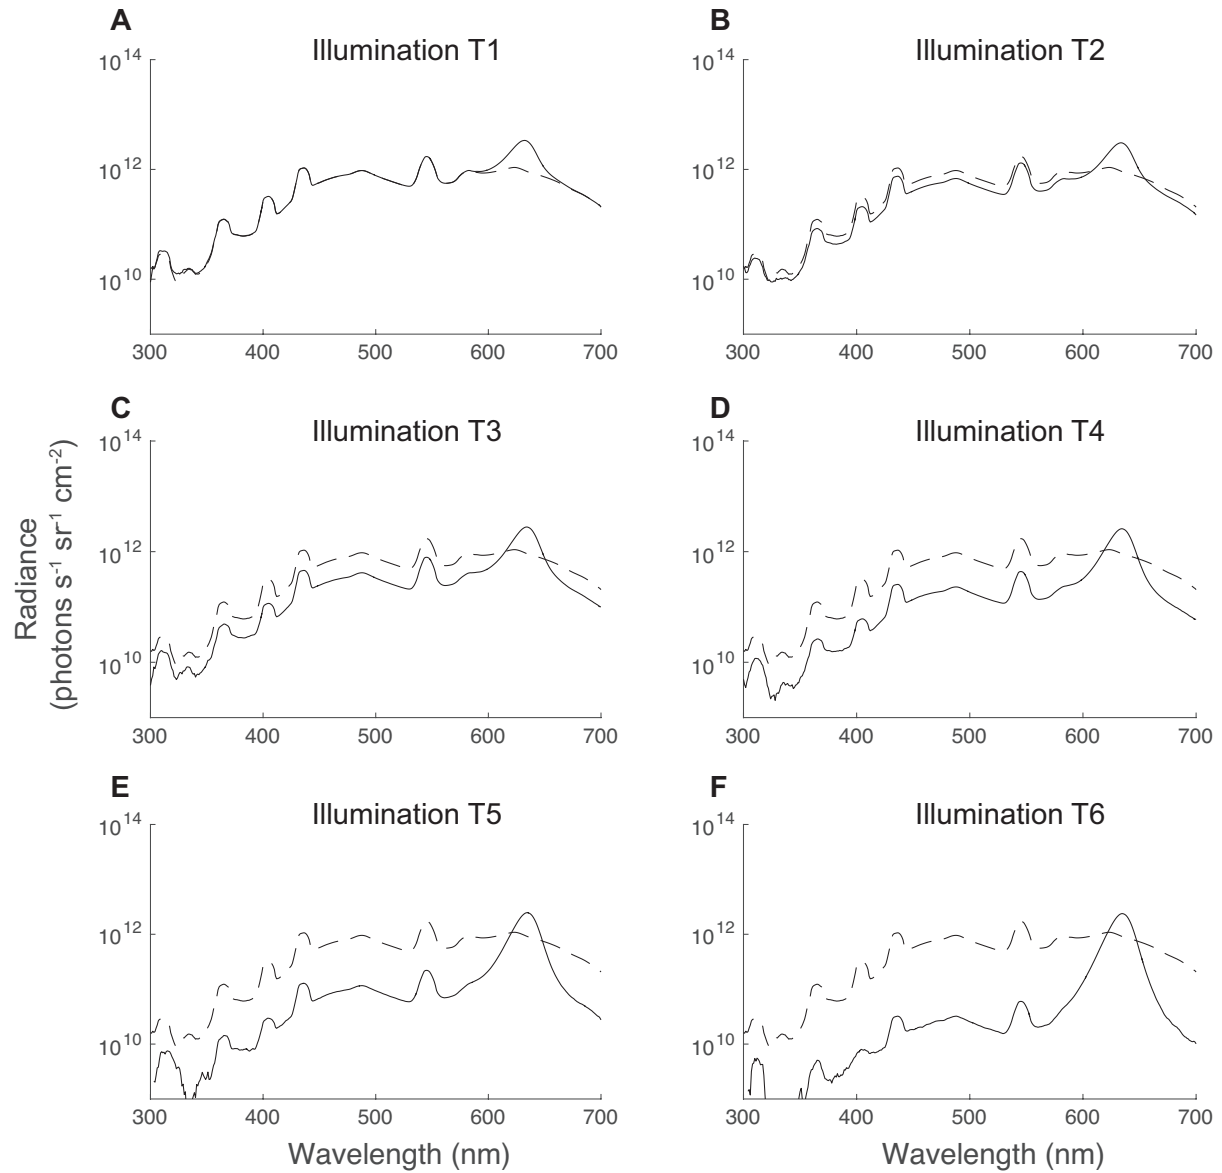 A
Illumination T1
10^14
10^12
10^10
300 400 500 600 700
B
Illumination T2
10^14
10^12
10^10
300 400 500 600 700
C
Illumination T3
10^14
10^12
10^10
300 400 500 600 700
D
Illumination T4
10^14
10^12
10^10
300 400 500 600 700
Radiance
(photons s^-1 sr^-1 cm^-2)
E
Illumination T5
10^14
10^12
10^10
300 400 500 600 700
Wavelength (nm)
F
Illumination T6
10^14
10^12
10^10
300 400 500 600 700
Wavelength (nm)